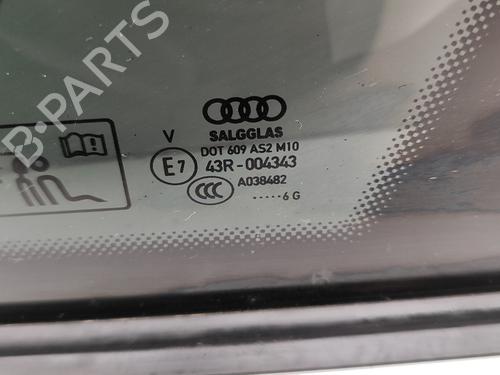 B-PARTS
SALGGLAS
V
DOT 609 AS2 M10
E7 43R-004343
CCC A038482
·····6 G